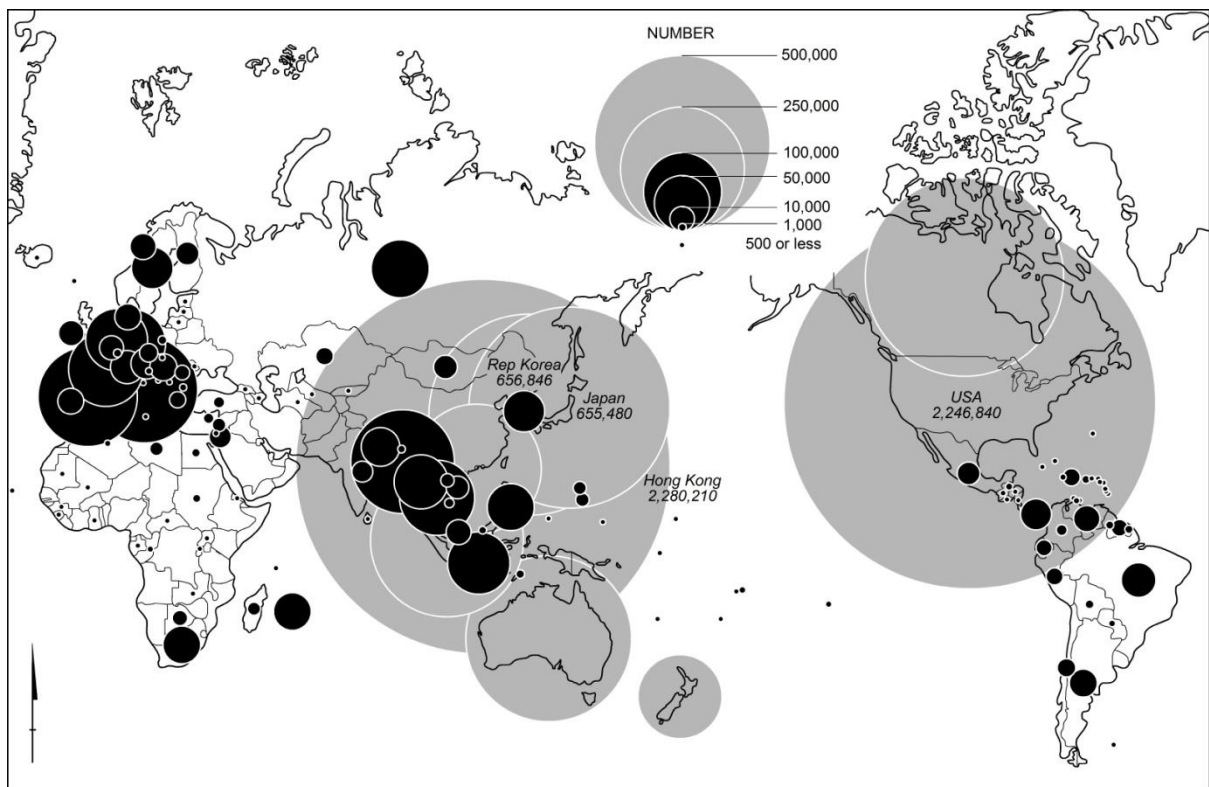 NUMBER
500,000
250,000
100,000
50,000
10,000
1,000
500 or less
Rep Korea
656,846
Japan
655,480
USA
2,246,840
Hong Kong
2,280,210